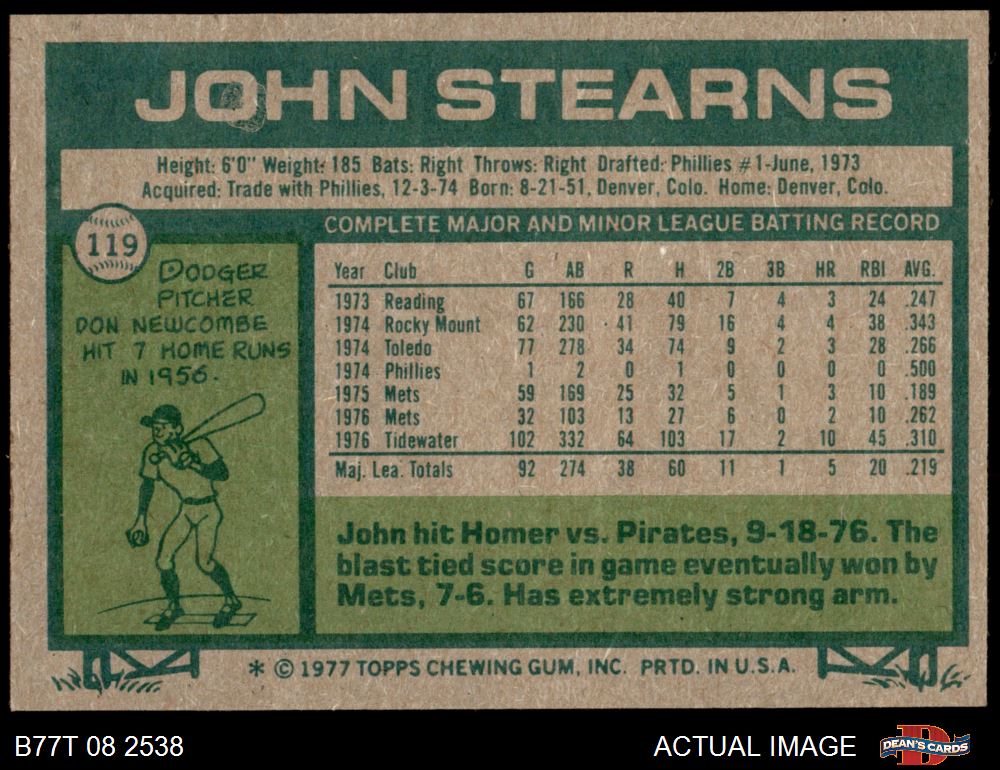 JOHN STEARNS
Height: 6'0" Weight: 185 Bats: Right Throws: Right Drafted: Phillies #1-June, 1973
Acquired: Trade with Phillies, 12-3-74 Born: 8-21-51, Denver, Colo. Home: Denver, Colo.
119
DODGER
PITCHER
DON NEWCOMBE
HIT 7 HOME RUNS
IN 1956.
COMPLETE MAJOR AND MINOR LEAGUE BATTING RECORD
Year Club G AB R H 2B 3B HR RBI AVG.
1973 Reading 67 166 28 40 7 4 3 24 .247
1974 Rocky Mount 62 230 41 79 16 4 4 38 .343
1974 Toledo 77 278 34 74 9 2 3 28 .266
1974 Phillies 1 2 0 1 0 0 0 0 .500
1975 Mets 59 169 25 32 5 1 3 10 .189
1976 Mets 32 103 13 27 6 0 2 10 .262
1976 Tidewater 102 332 64 103 17 2 10 45 .310
Maj. Lea. Totals 92 274 38 60 11 1 5 20 .219
John hit Homer vs. Pirates, 9-18-76. The
blast tied score in game eventually won by
Mets, 7-6. Has extremely strong arm.
* © 1977 TOPPS CHEWING GUM, INC. PRTD. IN U.S.A.
B77T 08 2538
ACTUAL IMAGE
D
DEAN'S CARDS